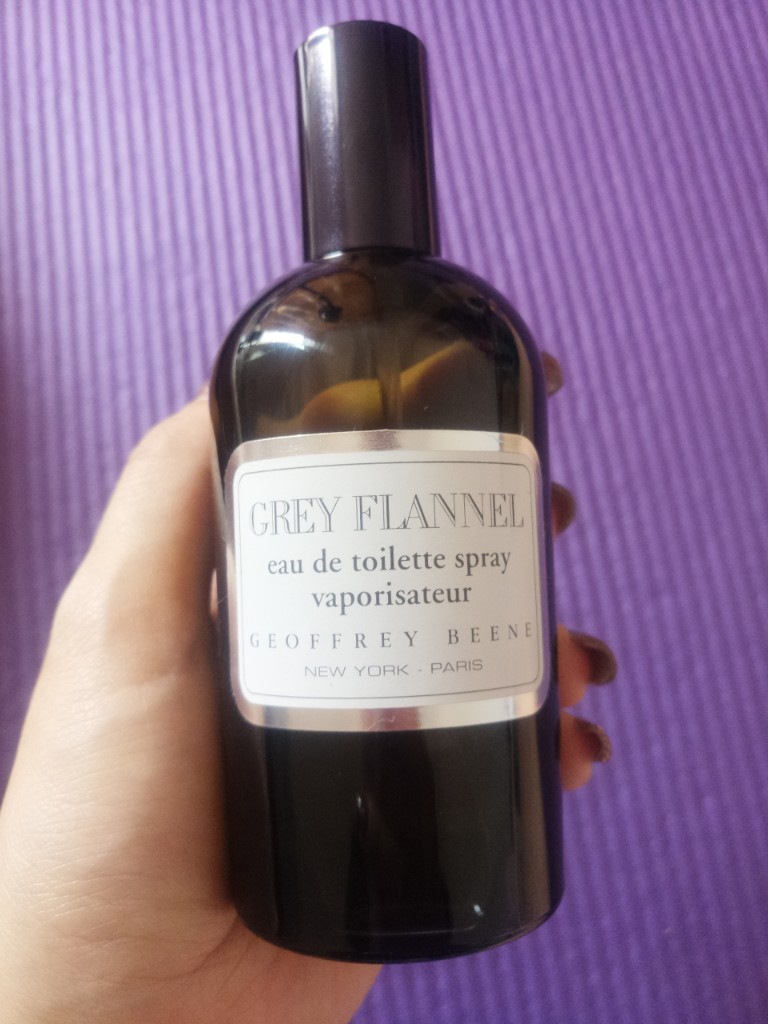 GREY FLANNEL
eau de toilette spray
vaporisateur
GEOFFREY BEENE
NEW YORK - PARIS